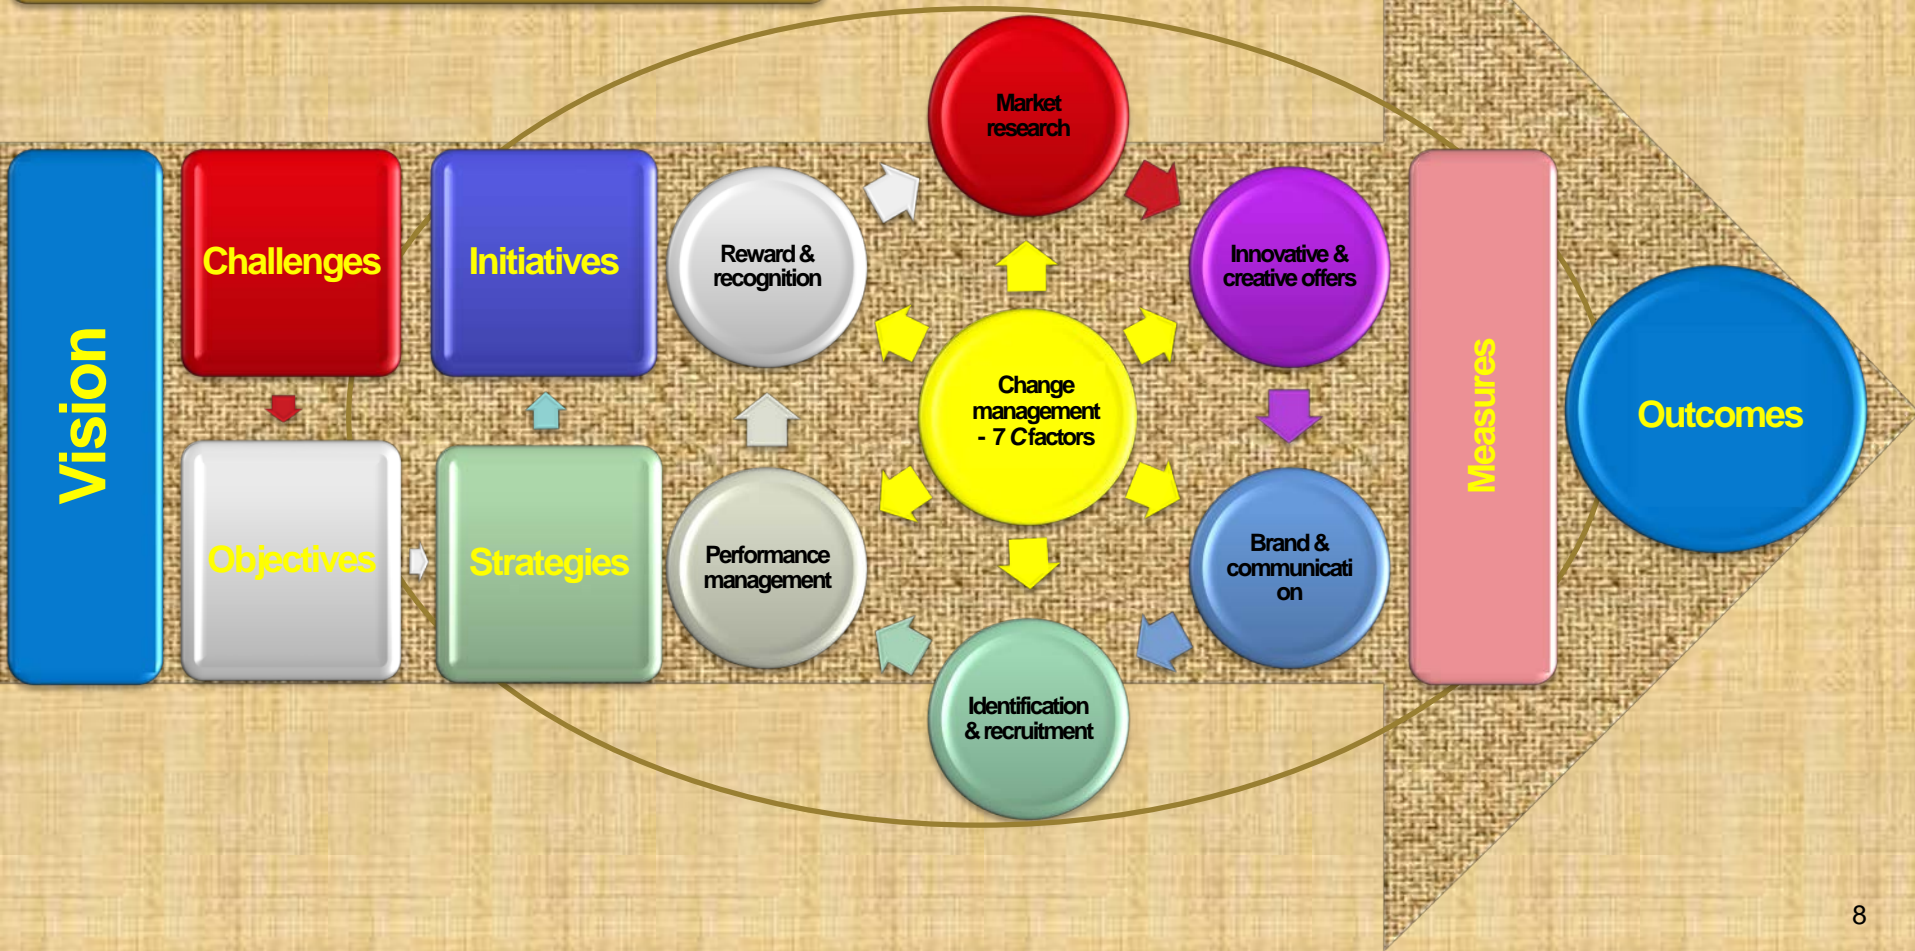 Vision
Challenges
Objectives
Strategies
Initiatives
Reward &
recognition
Performance
management
Market
research
Change
management
- 7 C factors
Identification
& recruitment
Innovative &
creative offers
Brand &
communicati
on
Measures
Outcomes
8